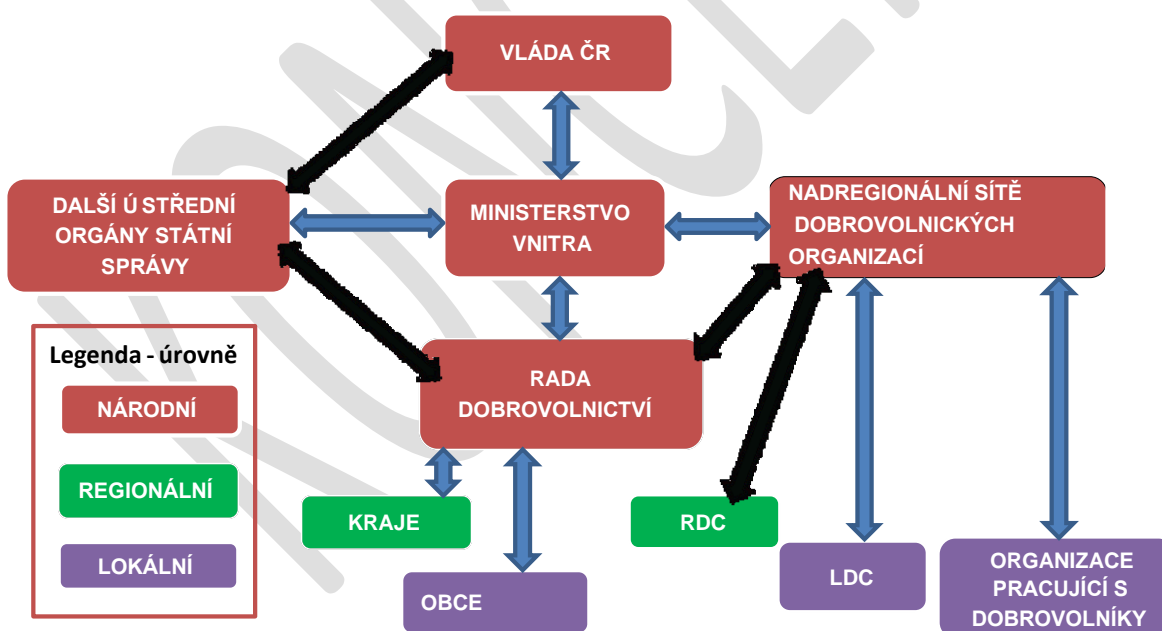 VLÁDA ČR
DALŠÍ Ú STŘEDNÍ
ORGÁNY STÁTNÍ
SPRÁVY
MINISTERSTVO
VNITRA
NADREGIONÁLNÍ SÍTĚ
DOBROVOLNICKÝCH
ORGANIZACÍ
Legenda - úrovně
NÁRODNÍ
REGIONÁLNÍ
LOKÁLNÍ
RADA
DOBROVOLNICTVÍ
KRAJE
RDC
OBCE
LDC
ORGANIZACE
PRACUJÍCÍ S
DOBROVOLNÍKY